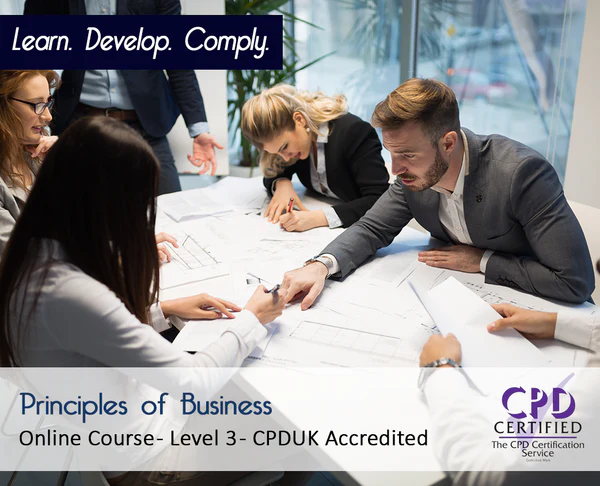 Learn. Develop. Comply.
Principles of Business
Online Course- Level 3- CPDUK Accredited
CPD
CERTIFIED
The CPD Certification
Service